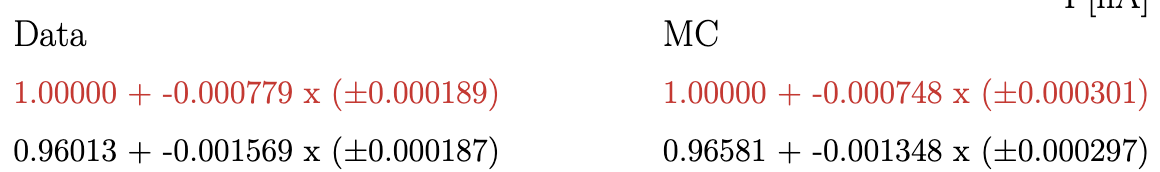 I [nA]
Data
MC
1.00000 + -0.000779 x (±0.000189)
1.00000 + -0.000748 x (±0.000301)
0.96013 + -0.001569 x (±0.000187)
0.96581 + -0.001348 x (±0.000297)